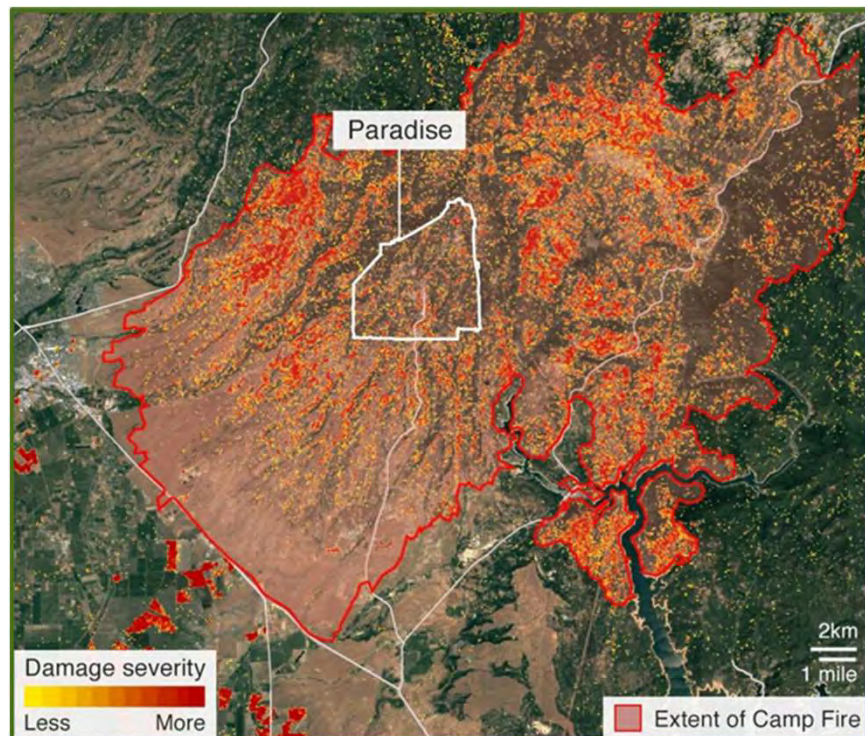 Paradise
2km
1 mile
Damage severity
Less More
Extent of Camp Fire